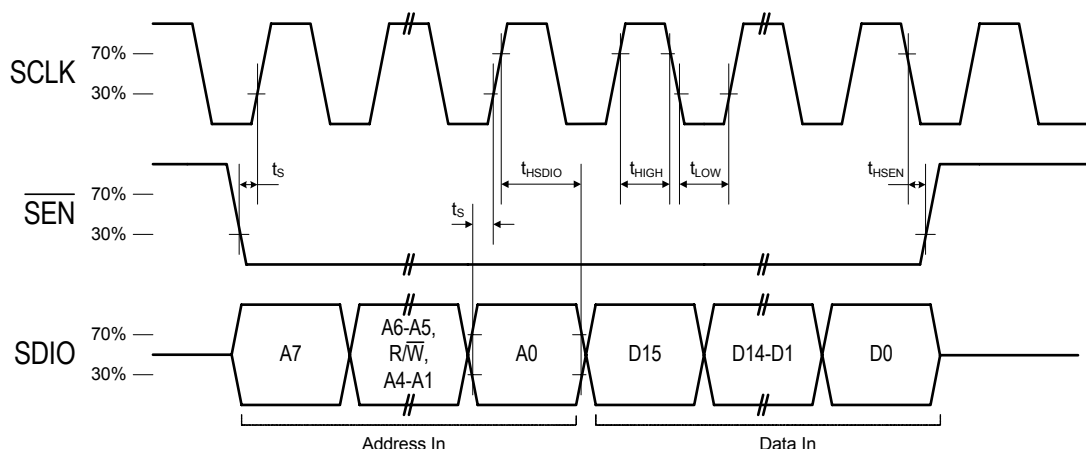 SCLK
70%
30%
SEN
70%
30%
tS
tS
tHSDIO
tHIGH
tLOW
tHSEN
SDIO
70%
30%
A7
A6-A5,
R/W,
A4-A1
A0
D15
D14-D1
D0
Address In
Data In